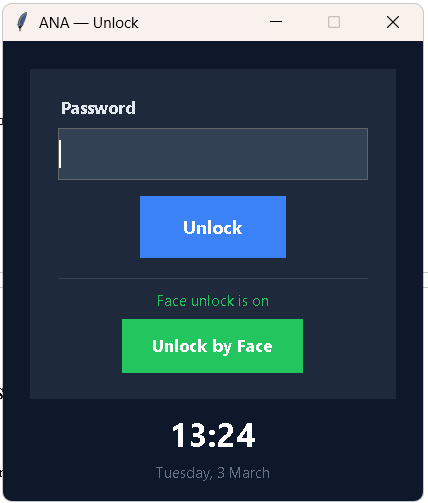 ANA — Unlock
Password
Unlock
Face unlock is on
Unlock by Face
13:24
Tuesday, 3 March